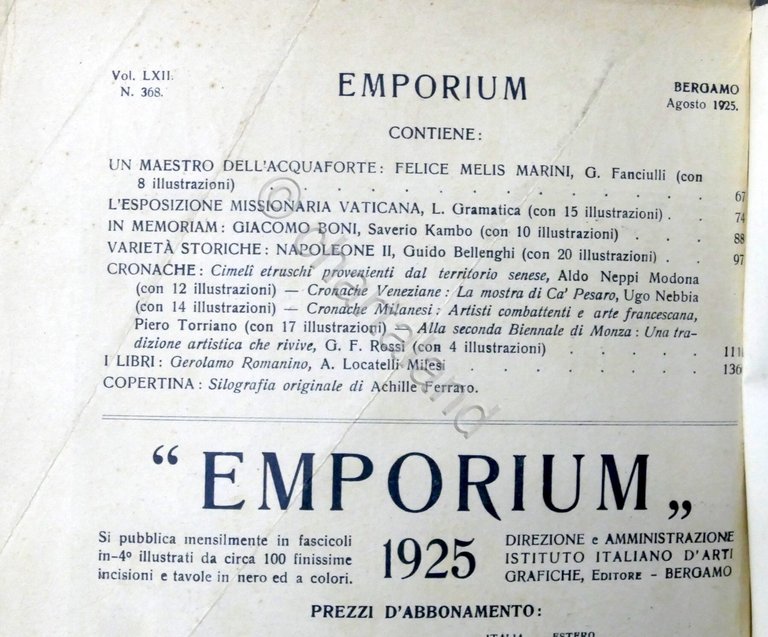 Vol. LXII.
N. 368.
EMPORIUM
BERGAMO
Agosto 1925.
CONTIENE:
UN MAESTRO DELL'ACQUAFORTE: FELICE MELIS MARINI, G. Fanciulli (con
8 illustrazioni) . . . . . . . . . . . . . 67
L'ESPOSIZIONE MISSIONARIA VATICANA, L. Gramatica (con 15 illustrazioni) . . . 74
IN MEMORIAM: GIACOMO BONI, Saverio Kambo (con 10 illustrazioni) . . . 88
VARIETÀ STORICHE: NAPOLEONE II, Guido Bellenghi (con 20 illustrazioni) . . . 97
CRONACHE: Cimeli etruschi provenienti dal territorio senese, Aldo Neppi Modona
(con 12 illustrazioni) — Cronache Veneziane: La mostra di Ca' Pesaro, Ugo Nebbia
(con 14 illustrazioni) — Cronache Milanesi: Artisti combattenti e arte francescana,
Piero Torriano (con 17 illustrazioni) — Alla seconda Biennale di Monza: Una tra-
dizione artistica che rivive, G. F. Rossi (con 4 illustrazioni) . . . . . . 111
I LIBRI: Gerolamo Romanino, A. Locatelli Milesi . . . . . . . 136
COPERTINA: Silografia originale di Achille Ferraro.
© chartaland
“ EMPORIUM „
Si pubblica mensilmente in fascicoli
in-4º illustrati da circa 100 finissime
incisioni e tavole in nero ed a colori.
1925
DIREZIONE e AMMINISTRAZIONE
ISTITUTO ITALIANO D'ARTI
GRAFICHE, EDITORE - BERGAMO
PREZZI D'ABBONAMENTO:
ITALIA ESTERO